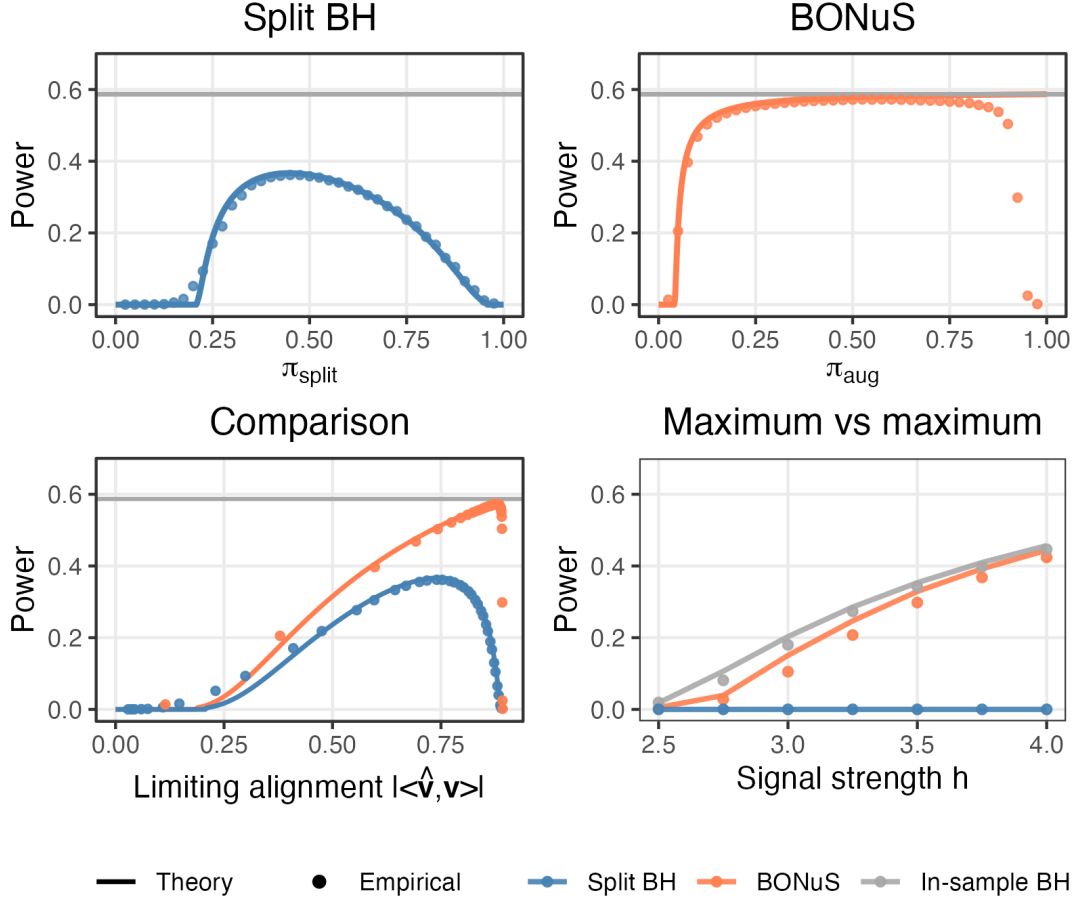 Split BH
BONuS
Power
0.6
0.4
0.2
0.0
0.00 0.25 0.50 0.75 1.00
πsplit
Power
0.6
0.4
0.2
0.0
0.00 0.25 0.50 0.75 1.00
πaug
Comparison
Maximum vs maximum
Power
0.6
0.4
0.2
0.0
0.00 0.25 0.50 0.75
Limiting alignment |<v̂,v>|
Power
0.6
0.4
0.2
0.0
2.5 3.0 3.5 4.0
Signal strength h
Theory Empirical Split BH BONuS In-sample BH